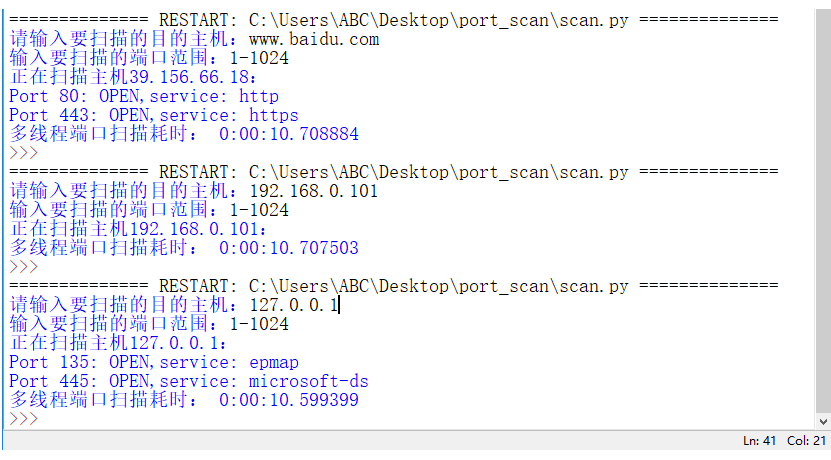 ============== RESTART: C:\Users\ABC\Desktop\port_scan\scan.py ==============
请输入要扫描的目的主机：www.baidu.com
输入要扫描的端口范围：1-1024
正在扫描主机39.156.66.18：
Port 80: OPEN,service: http
Port 443: OPEN,service: https
多线程端口扫描耗时： 0:00:10.708884
>>>
============== RESTART: C:\Users\ABC\Desktop\port_scan\scan.py ==============
请输入要扫描的目的主机：192.168.0.101
输入要扫描的端口范围：1-1024
正在扫描主机192.168.0.101：
多线程端口扫描耗时： 0:00:10.707503
>>>
============== RESTART: C:\Users\ABC\Desktop\port_scan\scan.py ==============
请输入要扫描的目的主机：127.0.0.1
输入要扫描的端口范围：1-1024
正在扫描主机127.0.0.1：
Port 135: OPEN,service: epmap
Port 445: OPEN,service: microsoft-ds
多线程端口扫描耗时： 0:00:10.599399
>>>
Ln: 41 Col: 21